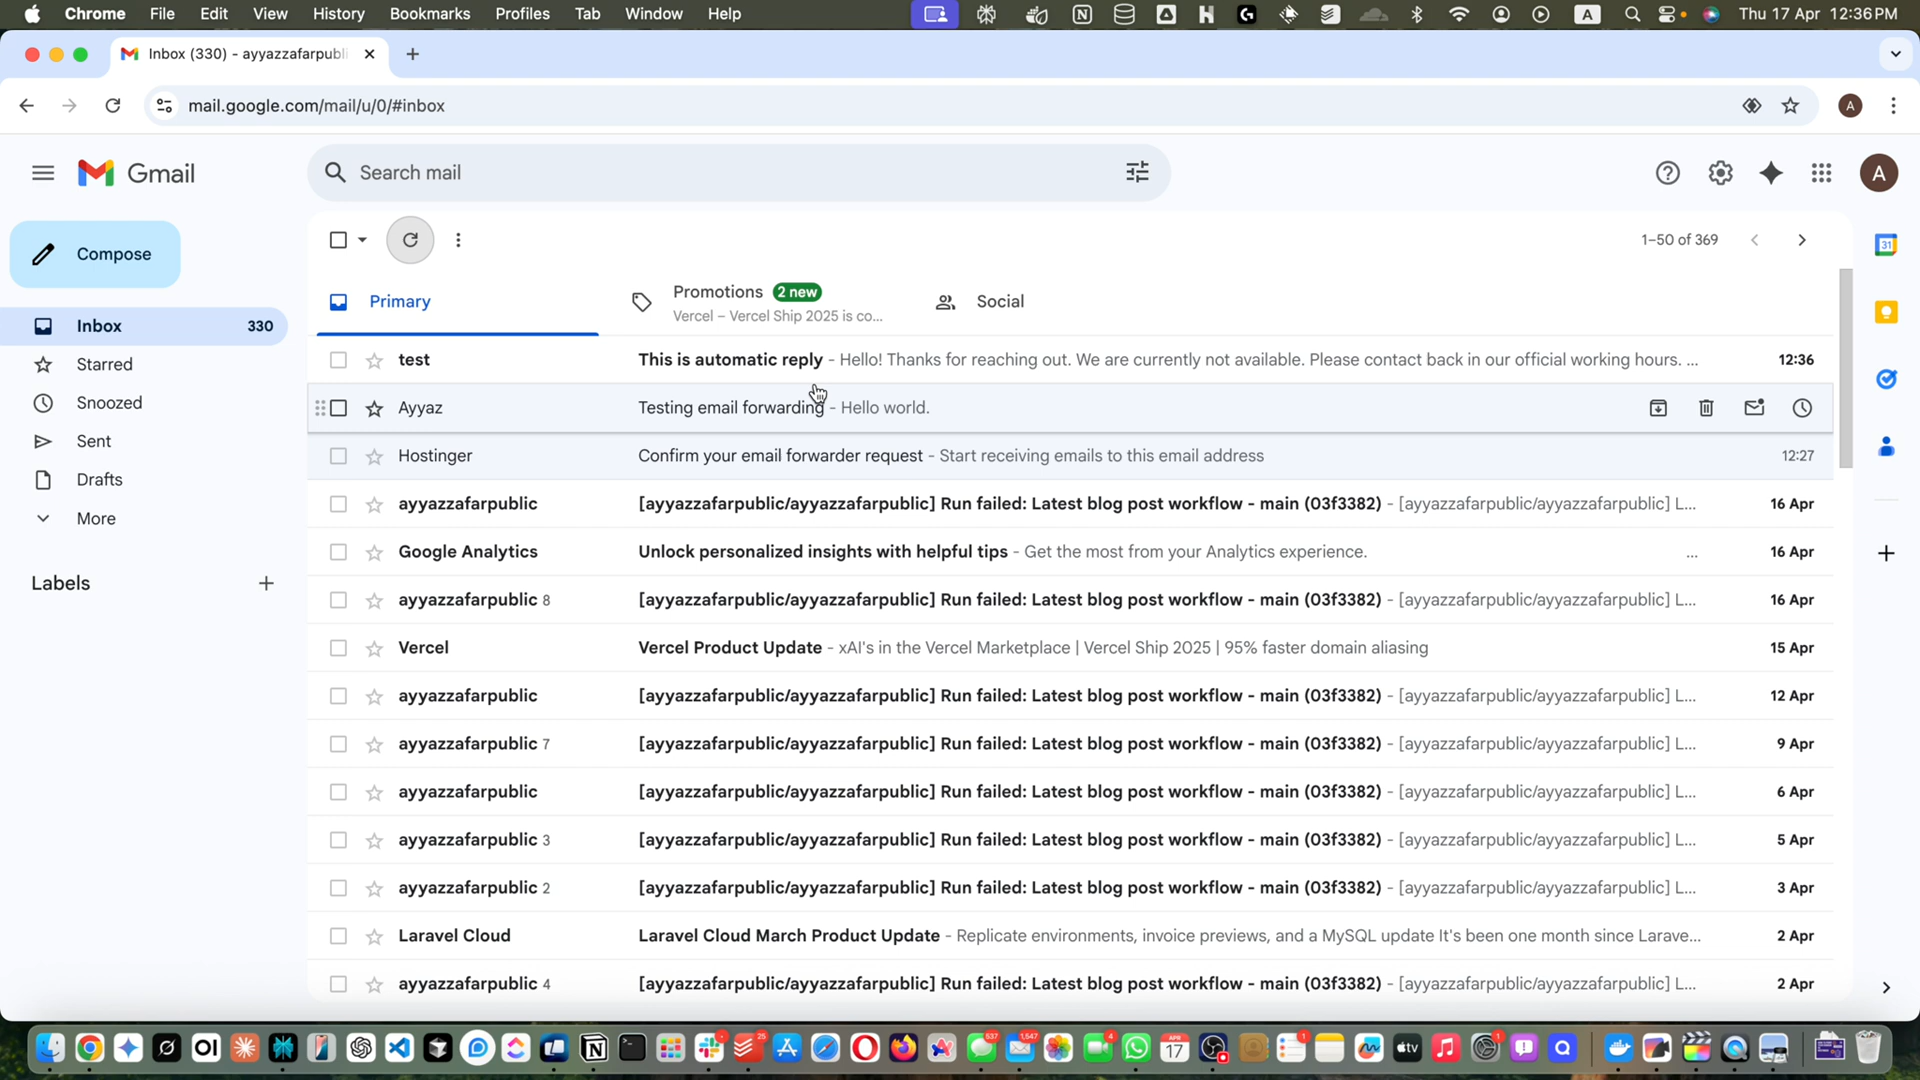 Chrome File Edit View History Bookmarks Profiles Tab Window Help A Thu 17 Apr 12:36 PM
Inbox (330) - ayyazzafarpubli
mail.google.com/mail/u/0/#inbox A
Gmail Search mail A
Compose 1–50 of 369
Primary Promotions 2 new Social
Vercel – Vercel Ship 2025 is co...
Inbox 330
Starred
Snoozed
Sent
Drafts
More
Labels
31
test This is automatic reply - Hello! Thanks for reaching out. We are currently not available. Please contact back in our official working hours. ... 12:36
Ayyaz Testing email forwarding - Hello world.
Hostinger Confirm your email forwarder request - Start receiving emails to this email address 12:27
ayyazzafarpublic [ayyazzafarpublic/ayyazzafarpublic] Run failed: Latest blog post workflow - main (03f3382) - [ayyazzafarpublic/ayyazzafarpublic] L... 16 Apr
Google Analytics Unlock personalized insights with helpful tips - Get the most from your Analytics experience. ... 16 Apr
ayyazzafarpublic 8 [ayyazzafarpublic/ayyazzafarpublic] Run failed: Latest blog post workflow - main (03f3382) - [ayyazzafarpublic/ayyazzafarpublic] L... 16 Apr
Vercel Vercel Product Update - xAI's in the Vercel Marketplace | Vercel Ship 2025 | 95% faster domain aliasing 15 Apr
ayyazzafarpublic [ayyazzafarpublic/ayyazzafarpublic] Run failed: Latest blog post workflow - main (03f3382) - [ayyazzafarpublic/ayyazzafarpublic] L... 12 Apr
ayyazzafarpublic 7 [ayyazzafarpublic/ayyazzafarpublic] Run failed: Latest blog post workflow - main (03f3382) - [ayyazzafarpublic/ayyazzafarpublic] L... 9 Apr
ayyazzafarpublic [ayyazzafarpublic/ayyazzafarpublic] Run failed: Latest blog post workflow - main (03f3382) - [ayyazzafarpublic/ayyazzafarpublic] L... 6 Apr
ayyazzafarpublic 3 [ayyazzafarpublic/ayyazzafarpublic] Run failed: Latest blog post workflow - main (03f3382) - [ayyazzafarpublic/ayyazzafarpublic] L... 5 Apr
ayyazzafarpublic 2 [ayyazzafarpublic/ayyazzafarpublic] Run failed: Latest blog post workflow - main (03f3382) - [ayyazzafarpublic/ayyazzafarpublic] L... 3 Apr
Laravel Cloud Laravel Cloud March Product Update - Replicate environments, invoice previews, and a MySQL update It's been one month since Larave... 2 Apr
ayyazzafarpublic 4 [ayyazzafarpublic/ayyazzafarpublic] Run failed: Latest blog post workflow - main (03f3382) - [ayyazzafarpublic/ayyazzafarpublic] L... 2 Apr
OI 25 537 1,547 4 APR 17 1 tv 1